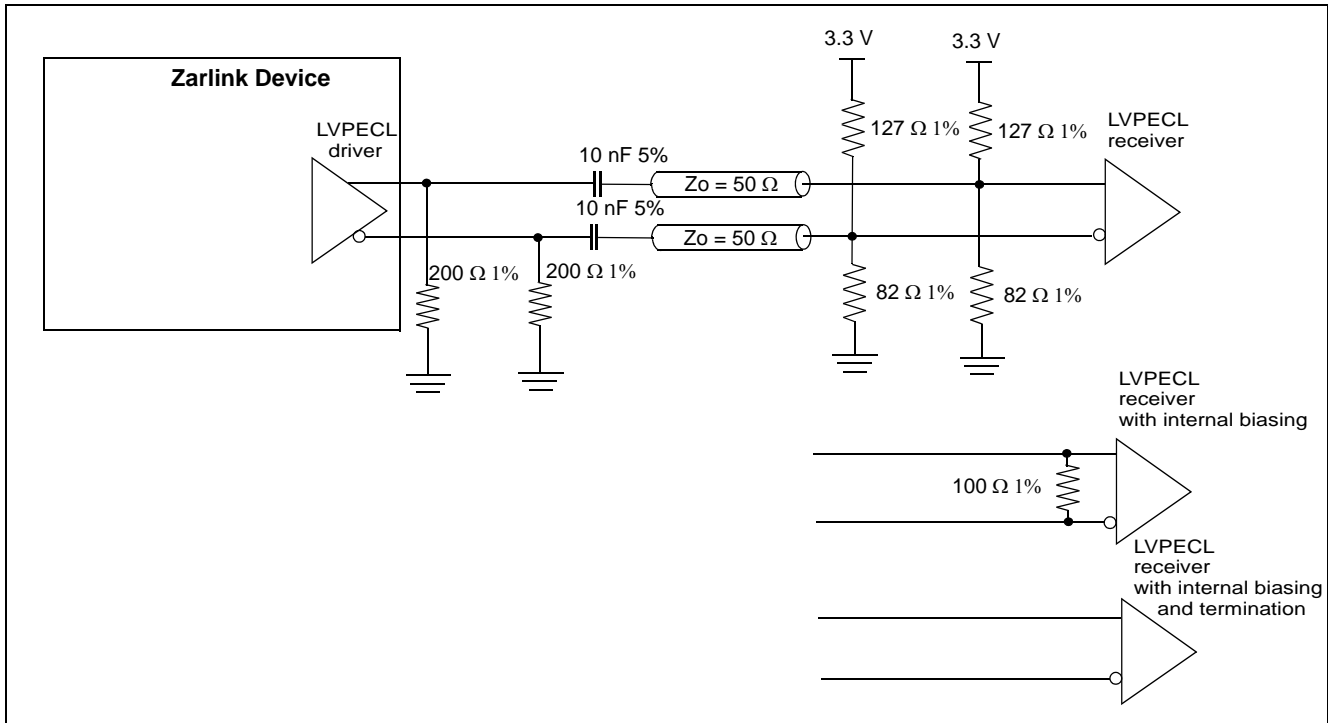 3.3 V
3.3 V
Zarlink Device
LVPECL
driver
127 Ω 1%
127 Ω 1%
LVPECL
receiver
10 nF 5%
Zo = 50 Ω
10 nF 5%
Zo = 50 Ω
200 Ω 1%
200 Ω 1%
82 Ω 1%
82 Ω 1%
LVPECL
receiver
with internal biasing
100 Ω 1%
LVPECL
receiver
with internal biasing
and termination